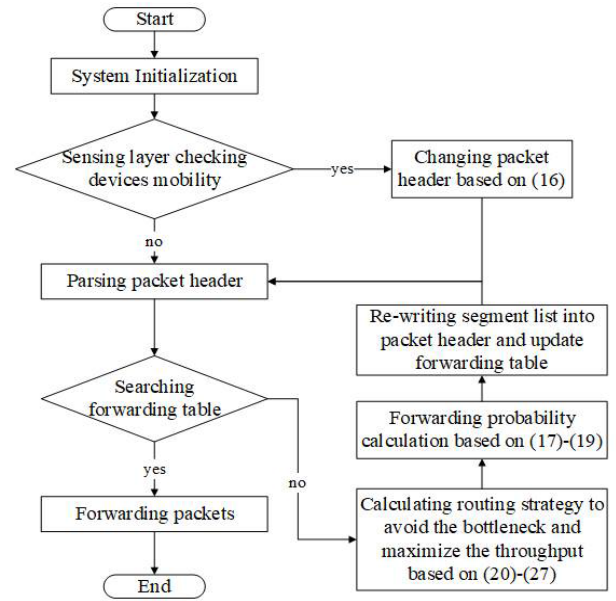 Start
System Initialization
Sensing layer checking
devices mobility
yes
Changing packet
header based on (16)
no
Parsing packet header
Re-writing segment list into
packet header and update
forwarding table
Searching
forwarding table
Forwarding probability
calculation based on (17)-(19)
yes
no
Forwarding packets
Calculating routing strategy to
avoid the bottleneck and
maximize the throughput
based on (20)-(27)
End